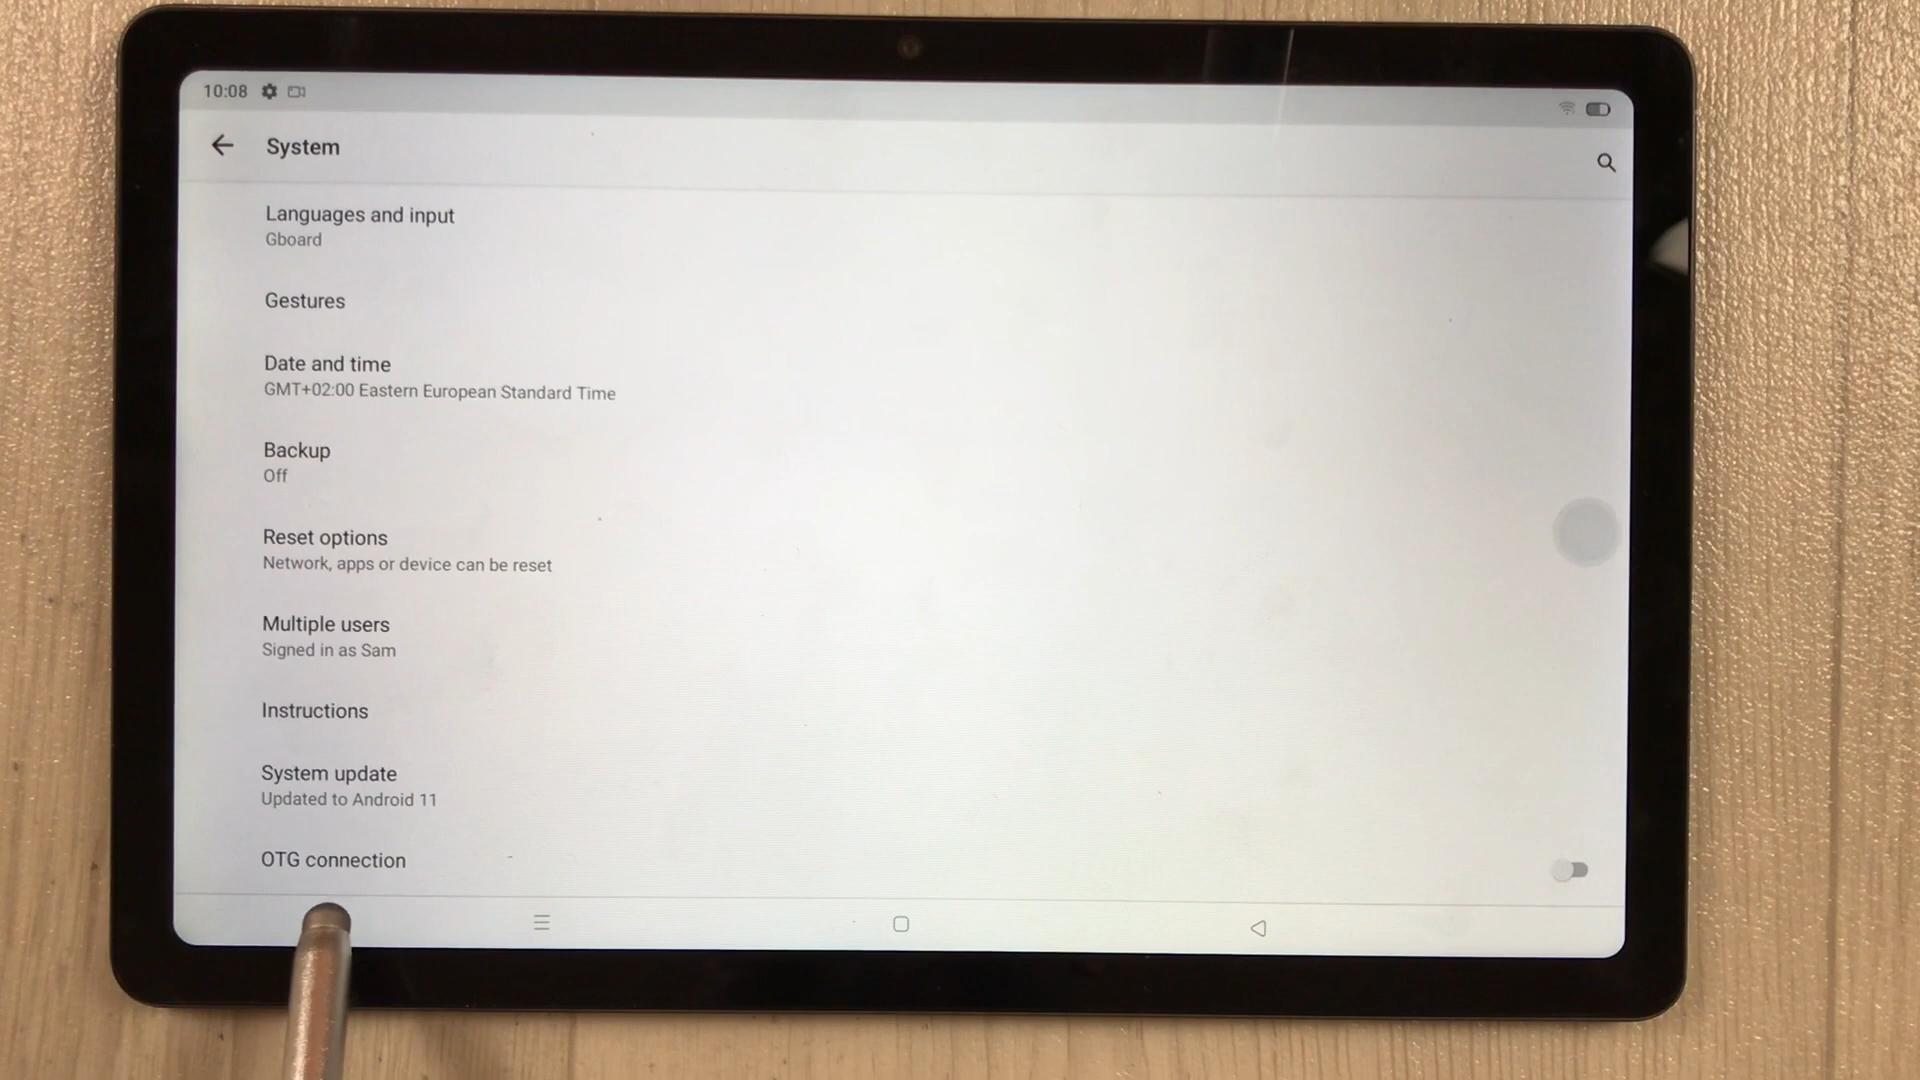 10:08
System
Languages and input
Gboard
Gestures
Date and time
GMT+02:00 Eastern European Standard Time
Backup
Off
Reset options
Network, apps or device can be reset
Multiple users
Signed in as Sam
Instructions
System update
Updated to Android 11
OTG connection